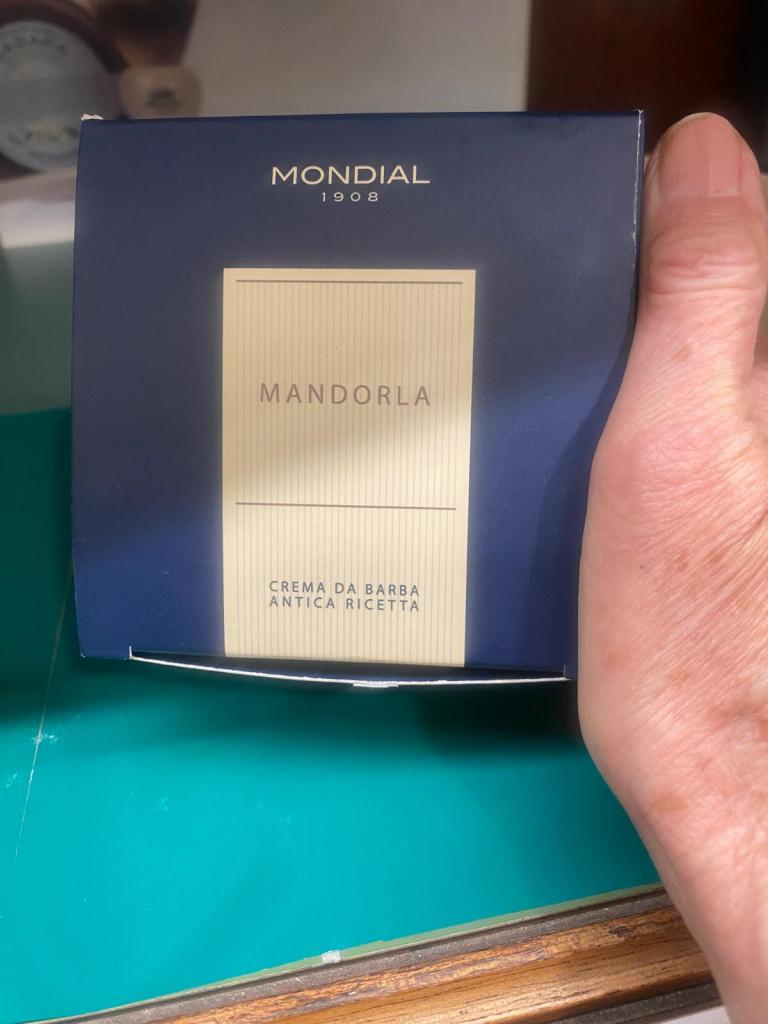 MONDIAL
1908
MANDORLA
CREMA DA BARBA
ANTICA RICETTA